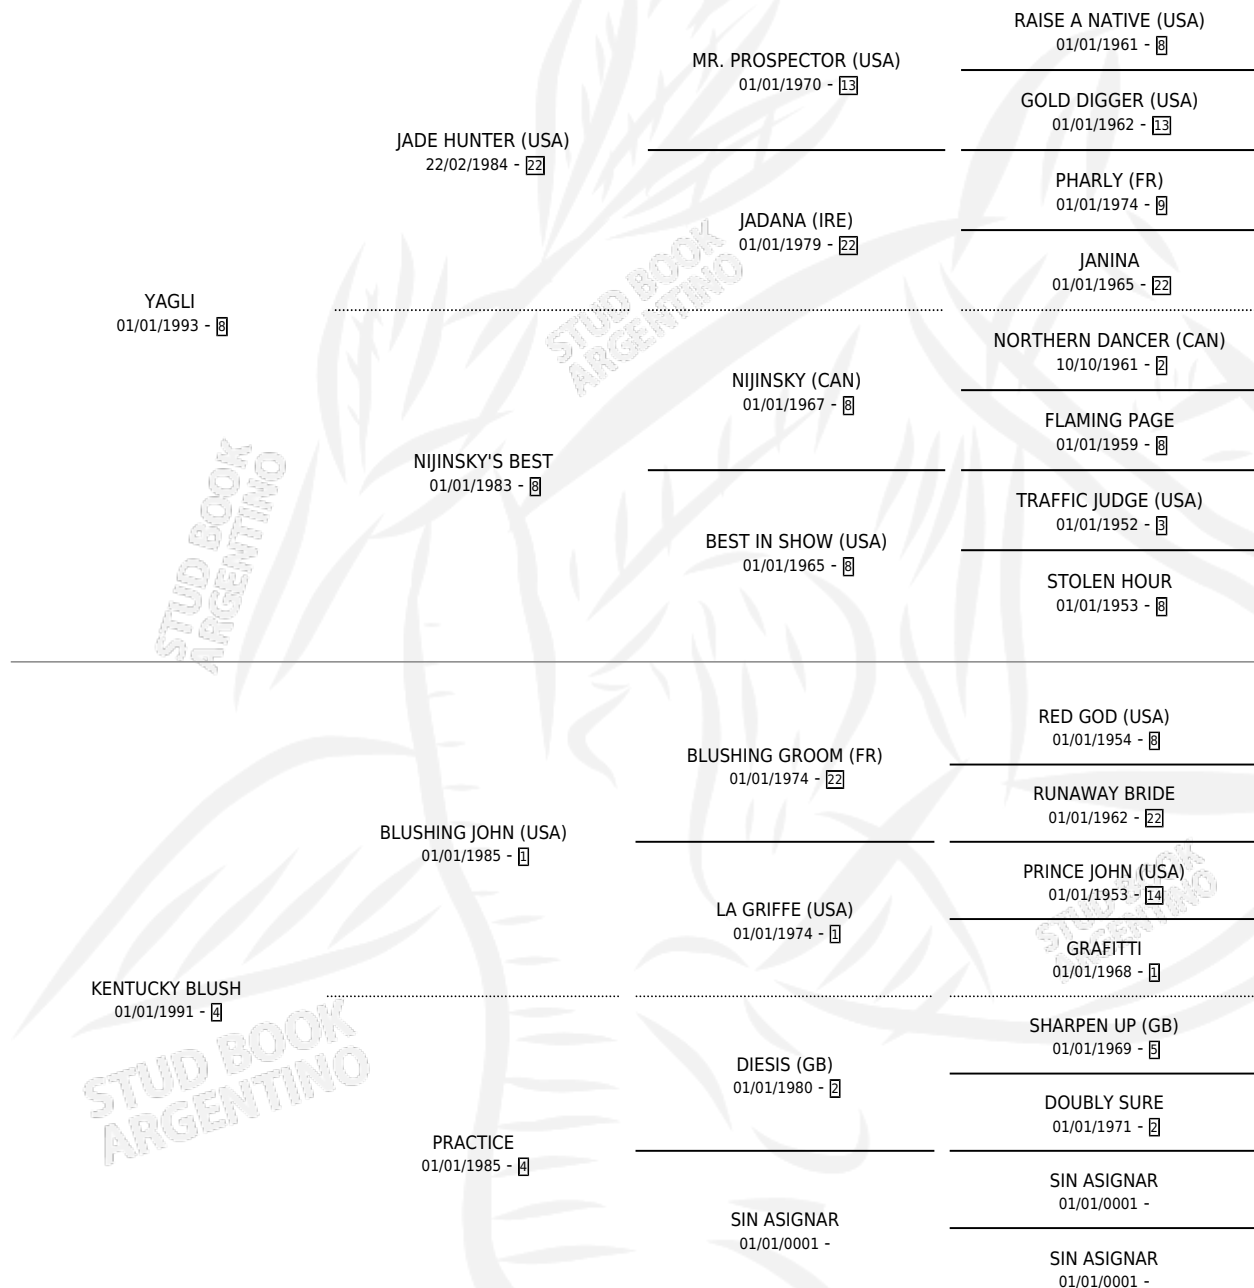 YAGLI
01/01/1993 - 8
JADE HUNTER (USA)
22/02/1984 - 22
MR. PROSPECTOR (USA)
01/01/1970 - 13
RAISE A NATIVE (USA)
01/01/1961 - 8
GOLD DIGGER (USA)
01/01/1962 - 13
JADANA (IRE)
01/01/1979 - 22
PHARLY (FR)
01/01/1974 - 9
JANINA
01/01/1965 - 22
NIJINSKY'S BEST
01/01/1983 - 8
NIJINSKY (CAN)
01/01/1967 - 8
NORTHERN DANCER (CAN)
10/10/1961 - 2
FLAMING PAGE
01/01/1959 - 8
BEST IN SHOW (USA)
01/01/1965 - 8
TRAFFIC JUDGE (USA)
01/01/1952 - 3
STOLEN HOUR
01/01/1953 - 8
KENTUCKY BLUSH
01/01/1991 - 4
BLUSHING JOHN (USA)
01/01/1985 - 1
BLUSHING GROOM (FR)
01/01/1974 - 22
RED GOD (USA)
01/01/1954 - 8
RUNAWAY BRIDE
01/01/1962 - 22
LA GRIFFE (USA)
01/01/1974 - 1
PRINCE JOHN (USA)
01/01/1953 - 14
GRAFITTI
01/01/1968 - 1
PRACTICE
01/01/1985 - 4
DIESIS (GB)
01/01/1980 - 2
SHARPEN UP (GB)
01/01/1969 - 5
DOUBLY SURE
01/01/1971 - 2
SIN ASIGNAR
01/01/0001 -
SIN ASIGNAR
01/01/0001 -
SIN ASIGNAR
01/01/0001 -
STUD BOOK
ARGENTINO
STUD BOOK
ARGENTINO
STUD BOOK
ARGENTINO
STUD BOOK
ARGENTINO